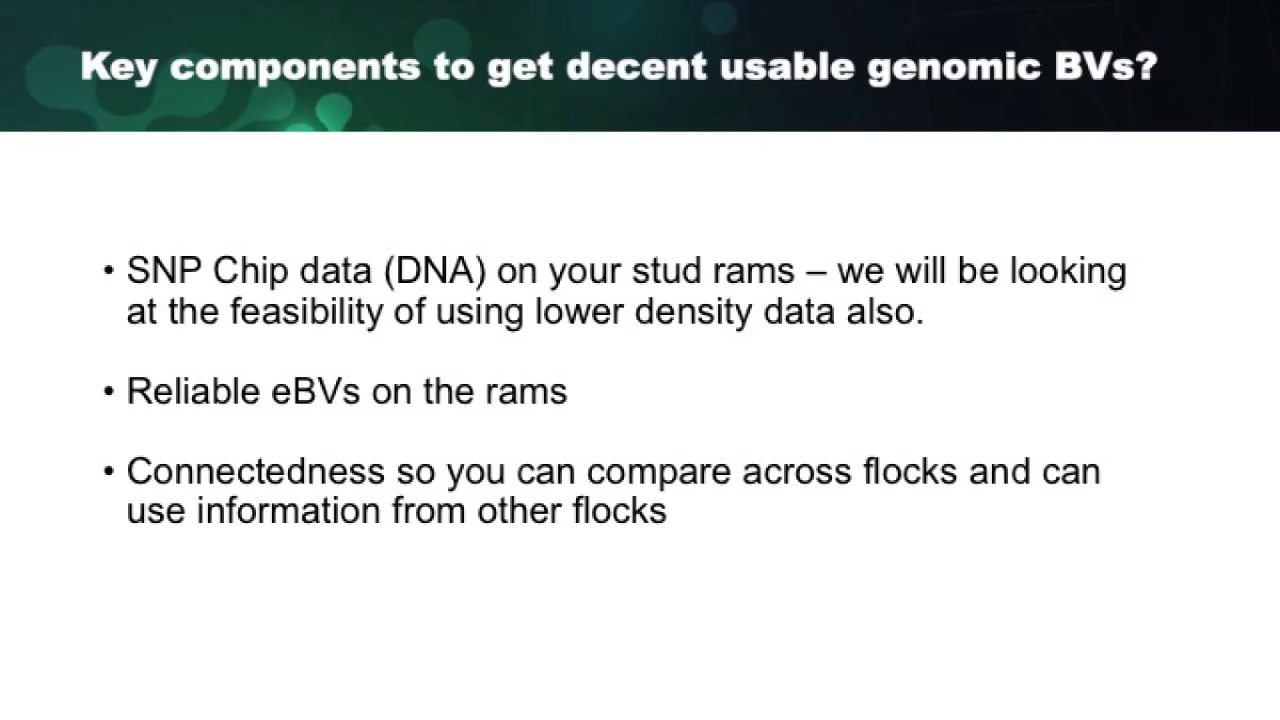 Key components to get decent usable genomic BVs?
• SNP Chip data (DNA) on your stud rams – we will be looking
at the feasibility of using lower density data also.
• Reliable eBVs on the rams
• Connectedness so you can compare across flocks and can
use information from other flocks